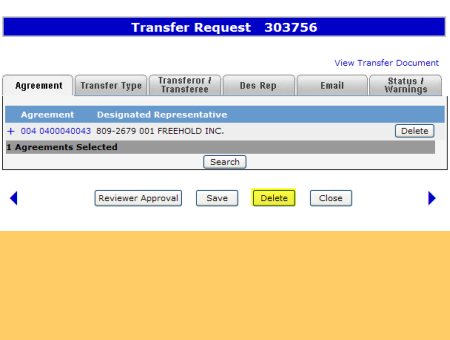 Transfer Request 303756
View Transfer Document
Agreement Transfer Type Transferor / Transferee Des Rep Email Status / Warnings
Agreement Designated Representative
+ 004 0400040043 809-2679 001 FREEHOLD INC. Delete
1 Agreements Selected
Search
Reviewer Approval Save Delete Close